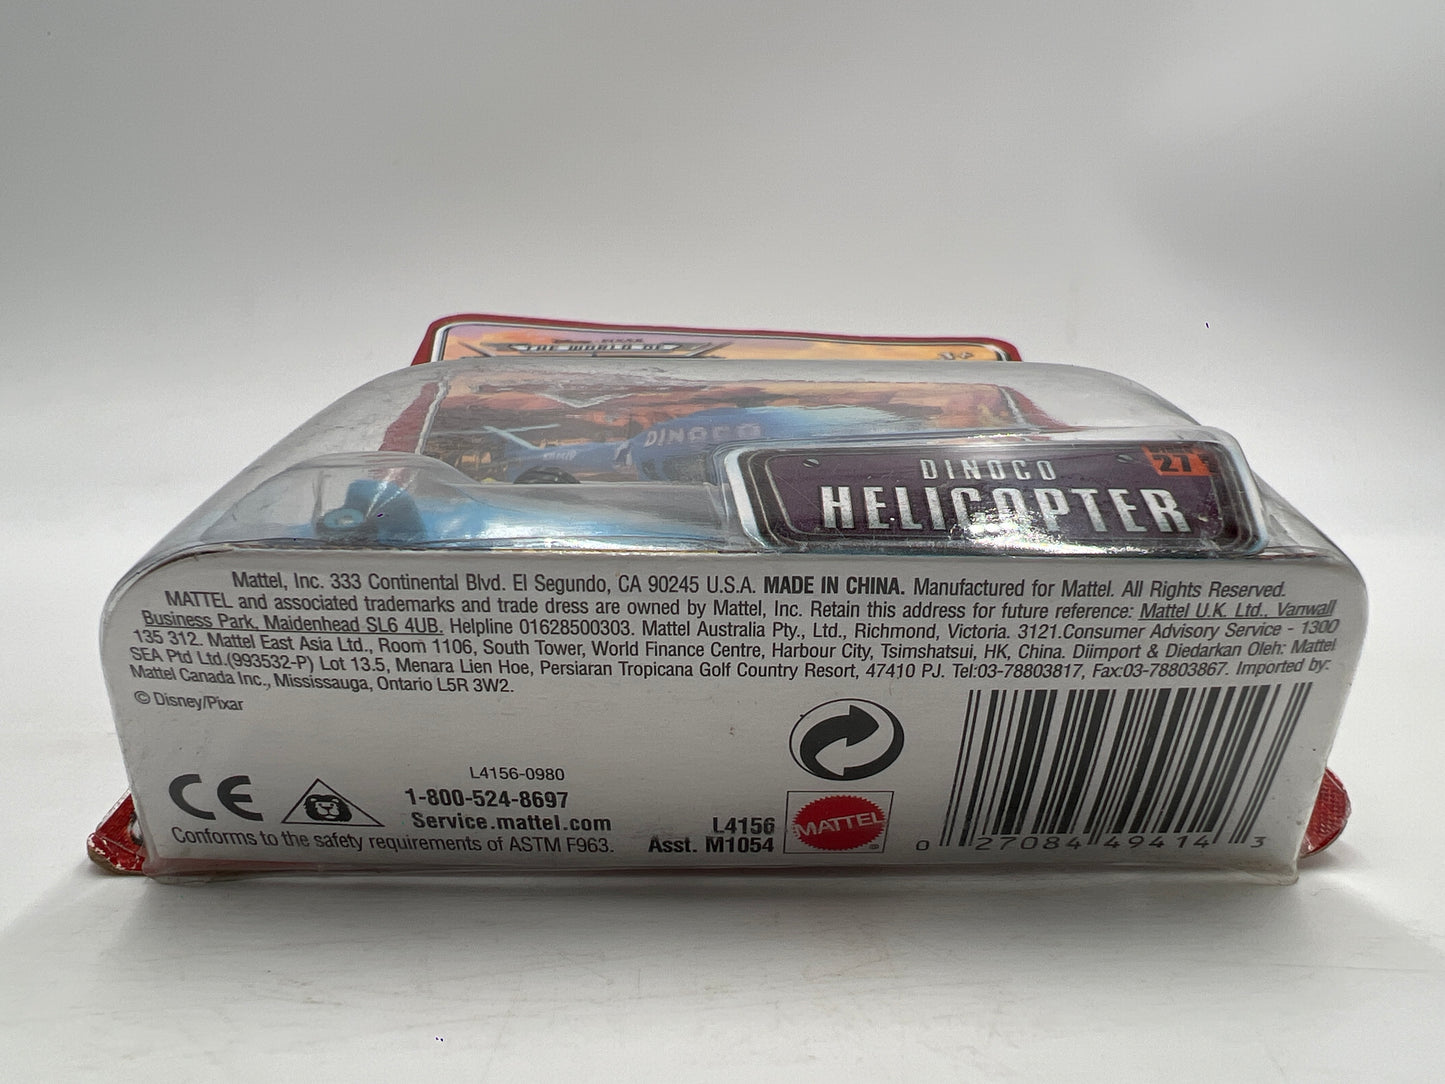 THE WORLD OF
DINOCO
DINOCO
27
HELICOPTER
Mattel, Inc. 333 Continental Blvd. El Segundo, CA 90245 U.S.A. MADE IN CHINA. Manufactured for Mattel. All Rights Reserved.
MATTEL and associated trademarks and trade dress are owned by Mattel, Inc. Retain this address for future reference: Mattel U.K. Ltd., Vanwall
Business Park, Maidenhead SL6 4UB. Helpline 01628500303. Mattel Australia Pty., Ltd., Richmond, Victoria. 3121.Consumer Advisory Service - 1300
135 312. Mattel East Asia Ltd., Room 1106, South Tower, World Finance Centre, Harbour City, Tsimshatsui, HK, China. Diimport & Diedarkan Oleh: Mattel
SEA Ptd Ltd.(993532-P) Lot 13.5, Menara Lien Hoe, Persiaran Tropicana Golf Country Resort, 47410 PJ. Tel:03-78803817, Fax:03-78803867. Imported by:
Mattel Canada Inc., Mississauga, Ontario L5R 3W2.
© Disney/Pixar
CE
L4156-0980
1-800-524-8697
Service.mattel.com
Conforms to the safety requirements of ASTM F963.
L4156
Asst. M1054
MATTEL
0 27084 49414 3